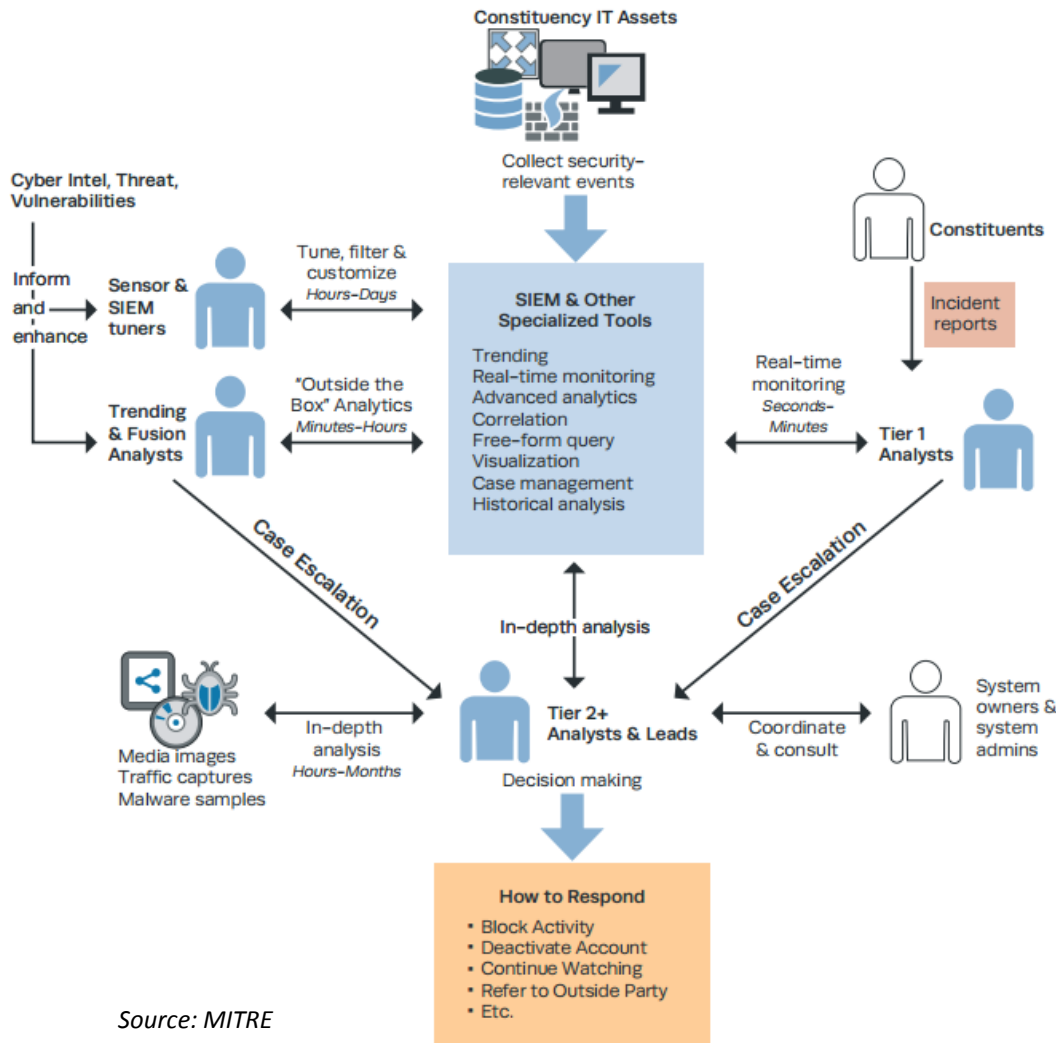 Constituency IT Assets
Collect security-
relevant events
Cyber Intel, Threat,
Vulnerabilities
Inform
and
enhance
Sensor &
SIEM
tuners
Tune, filter &
customize
Hours-Days
Trending
& Fusion
Analysts
"Outside the
Box" Analytics
Minutes-Hours
SIEM & Other
Specialized Tools
Trending
Real-time monitoring
Advanced analytics
Correlation
Free-form query
Visualization
Case management
Historical analysis
Constituents
Incident
reports
Real-time
monitoring
Seconds-
Minutes
Tier 1
Analysts
Case Escalation
Case Escalation
In-depth analysis
Media images
Traffic captures
Malware samples
In-depth
analysis
Hours-Months
Tier 2+
Analysts & Leads
Decision making
Coordinate
& consult
System
owners &
system
admins
How to Respond
▪ Block Activity
▪ Deactivate Account
▪ Continue Watching
▪ Refer to Outside Party
▪ Etc.
Source: MITRE